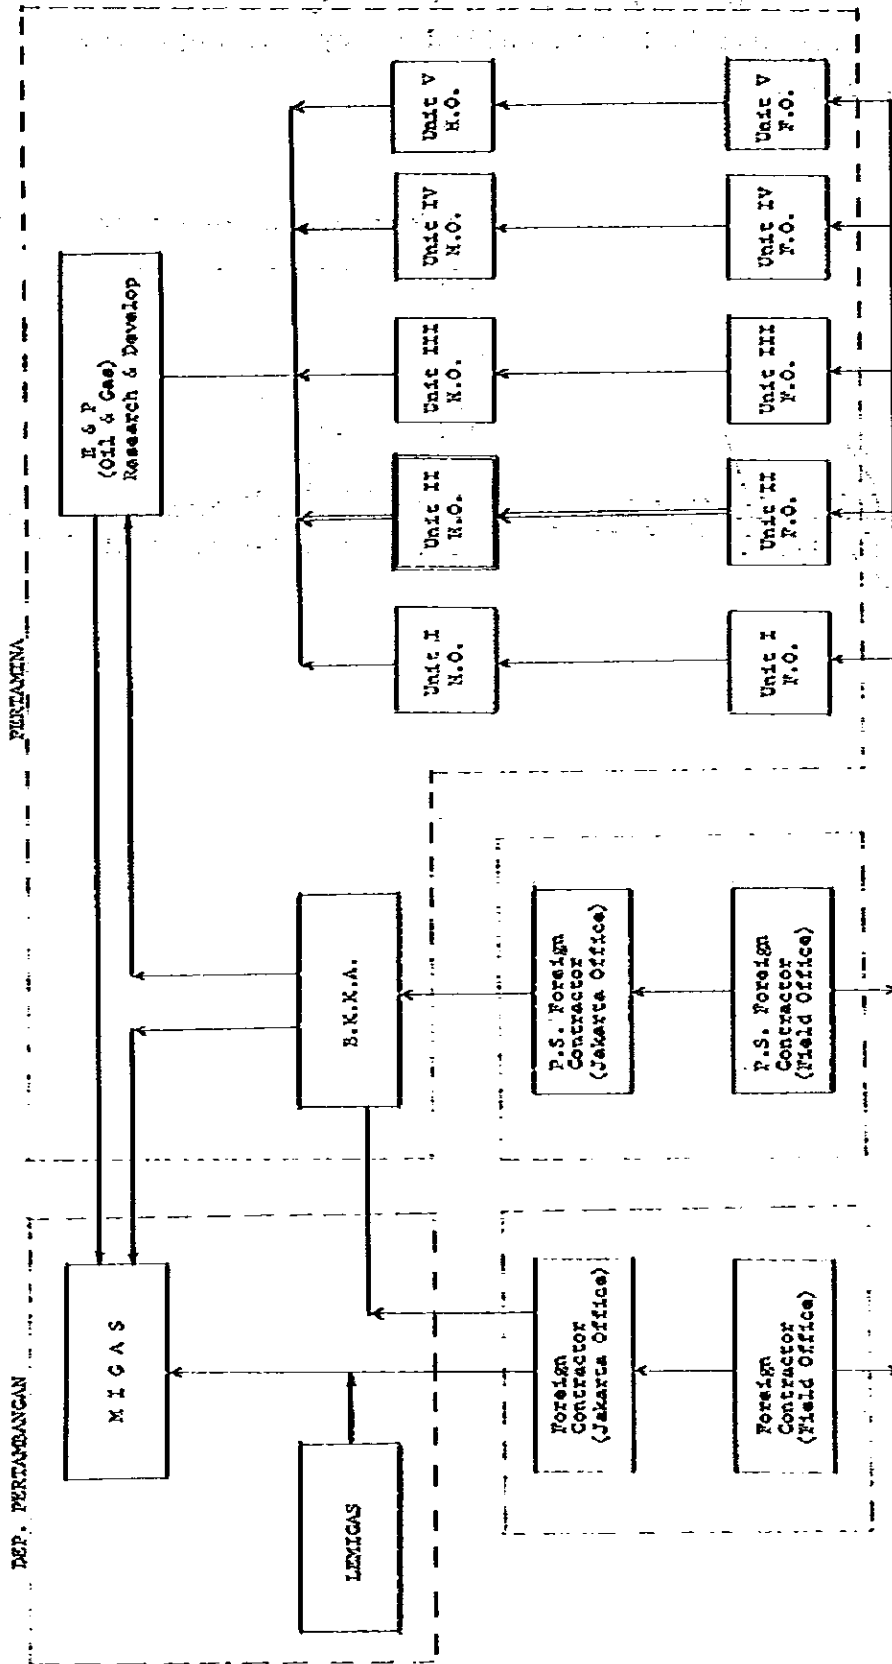 DEP. PERTAMBANGAN
PERTAMINA
M I G A S
E & P
(Oil & Gas)
Research & Develop
LEMIGAS
B.K.K.A.
Unit I
H.O.
Unit II
H.O.
Unit III
H.O.
Unit IV
H.O.
Unit V
H.O.
Foreign
Contractor
(Jakarta Office)
P.S. Foreign
Contractor
(Jakarta Office)
Foreign
Contractor
(Field Office)
P.S. Foreign
Contractor
(Field Office)
Unit I
F.O.
Unit II
F.O.
Unit III
F.O.
Unit IV
F.O.
Unit V
F.O.